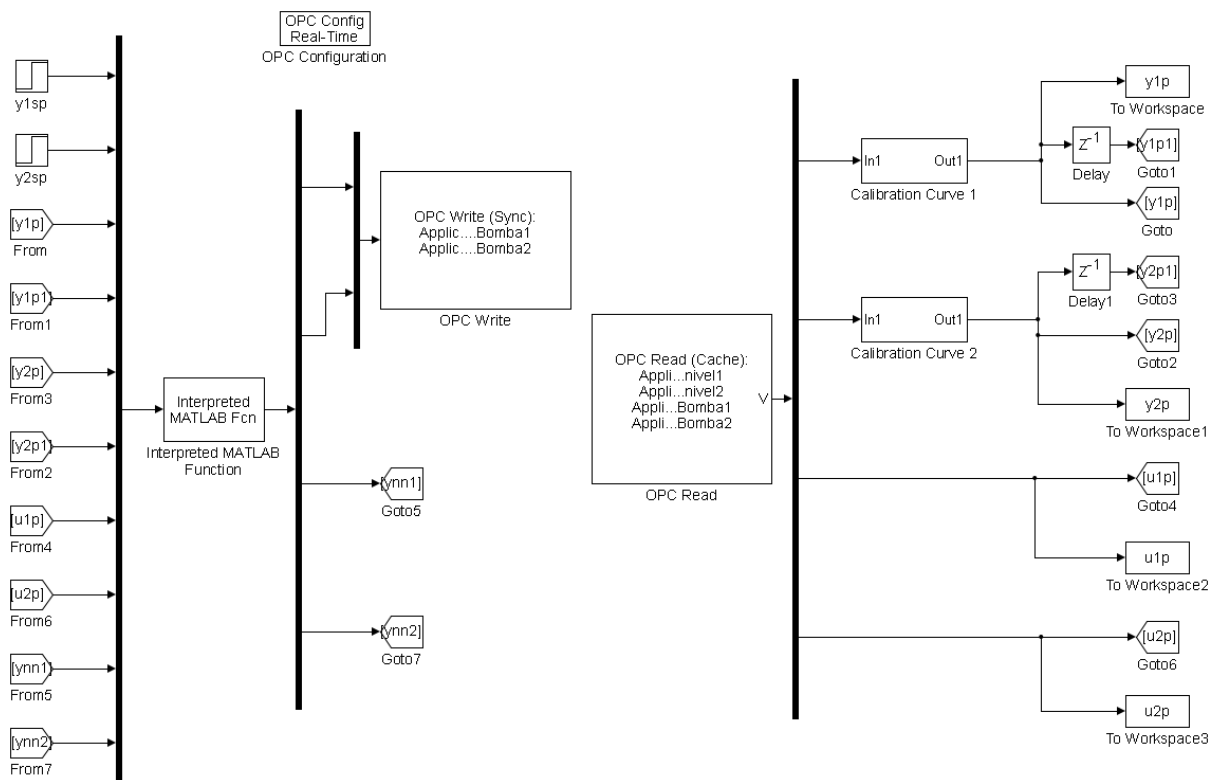 OPC Config
Real-Time
OPC Configuration
y1sp
y2sp
[y1p]
From
[y1p1]
From1
[y2p]
From3
[y2p1]
From2
[u1p]
From4
[u2p]
From6
[ynn1]
From5
[ynn2]
From7
Interpreted
MATLAB Fcn
Interpreted MATLAB
Function
OPC Write (Sync):
Applic....Bomba1
Applic....Bomba2
OPC Write
[ynn1]
Goto5
[ynn2]
Goto7
OPC Read (Cache):
Appli...nivel1
Appli...nivel2
Appli...Bomba1
Appli...Bomba2
V
OPC Read
In1
Out1
Calibration Curve 1
In1
Out1
Calibration Curve 2
y1p
To Workspace
Z-1
Delay
[y1p1]
Goto1
[y1p]
Goto
Z-1
Delay1
[y2p1]
Goto3
[y2p]
Goto2
y2p
To Workspace1
[u1p]
Goto4
u1p
To Workspace2
[u2p]
Goto6
u2p
To Workspace3